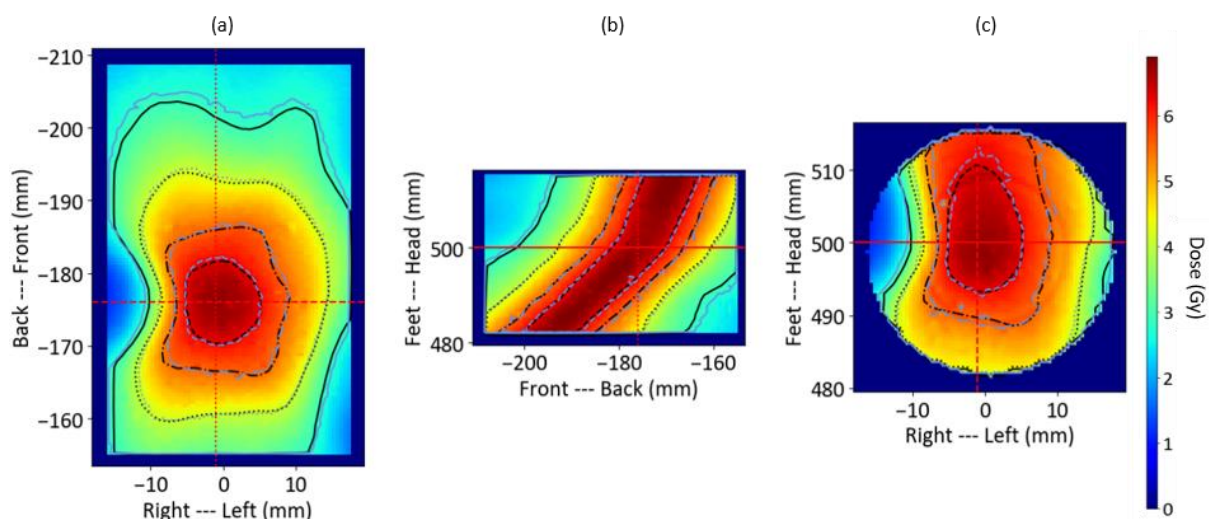 (a)
−210
−200
−190
−180
−170
−160
Back --- Front (mm)
−10 0 10
Right --- Left (mm)
(b)
500
480
Feet --- Head (mm)
−200 −180 −160
Front --- Back (mm)
(c)
510
500
490
480
Feet --- Head (mm)
−10 0 10
Right --- Left (mm)
6
5
4
3
2
1
0
Dose (Gy)